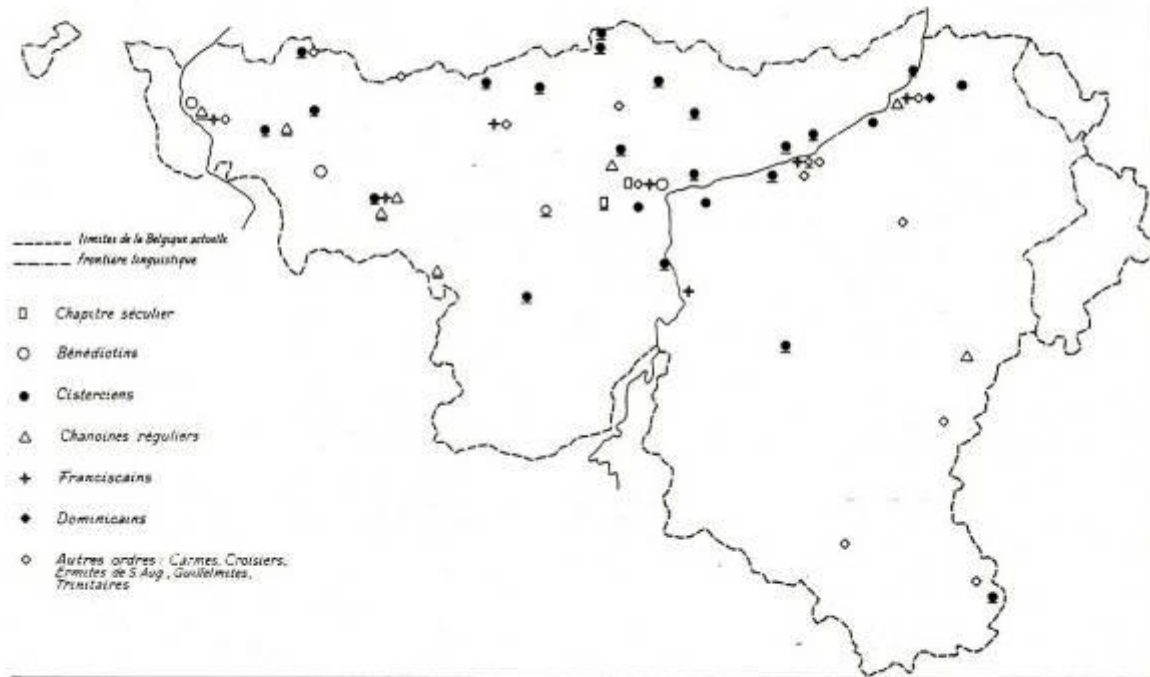 limites de la Belgique actuelle
frontière linguistique
Chapitre séculier
Bénédictins
Cisterciens
Chanoines réguliers
Franciscains
Dominicains
Autres ordres : Carmes, Croisiers,
Ermites de S. Aug., Guillelmites,
Trinitaires